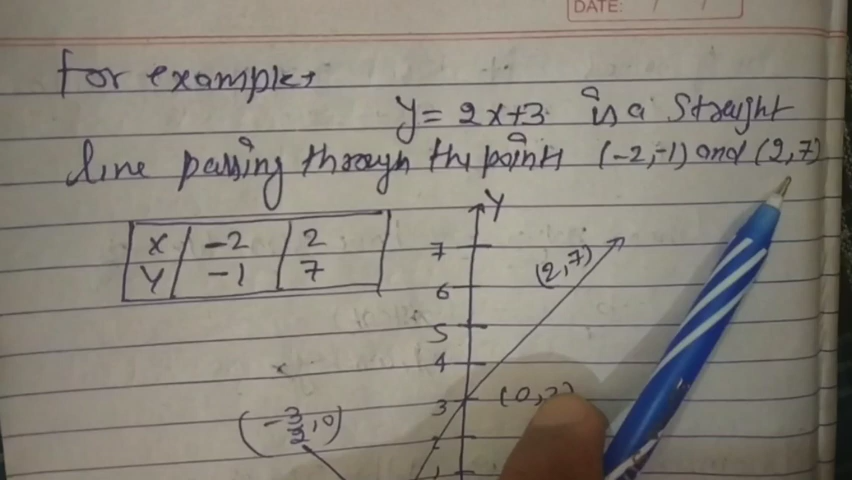 DATE: / /
For example,
y = 2x+3 is a straight
line passing through the points (-2,-1) and (2,7)
X -2 2
Y -1 7
Y
7
(2,7)
6
5
4
3
(0,
(-3/2,0)
1